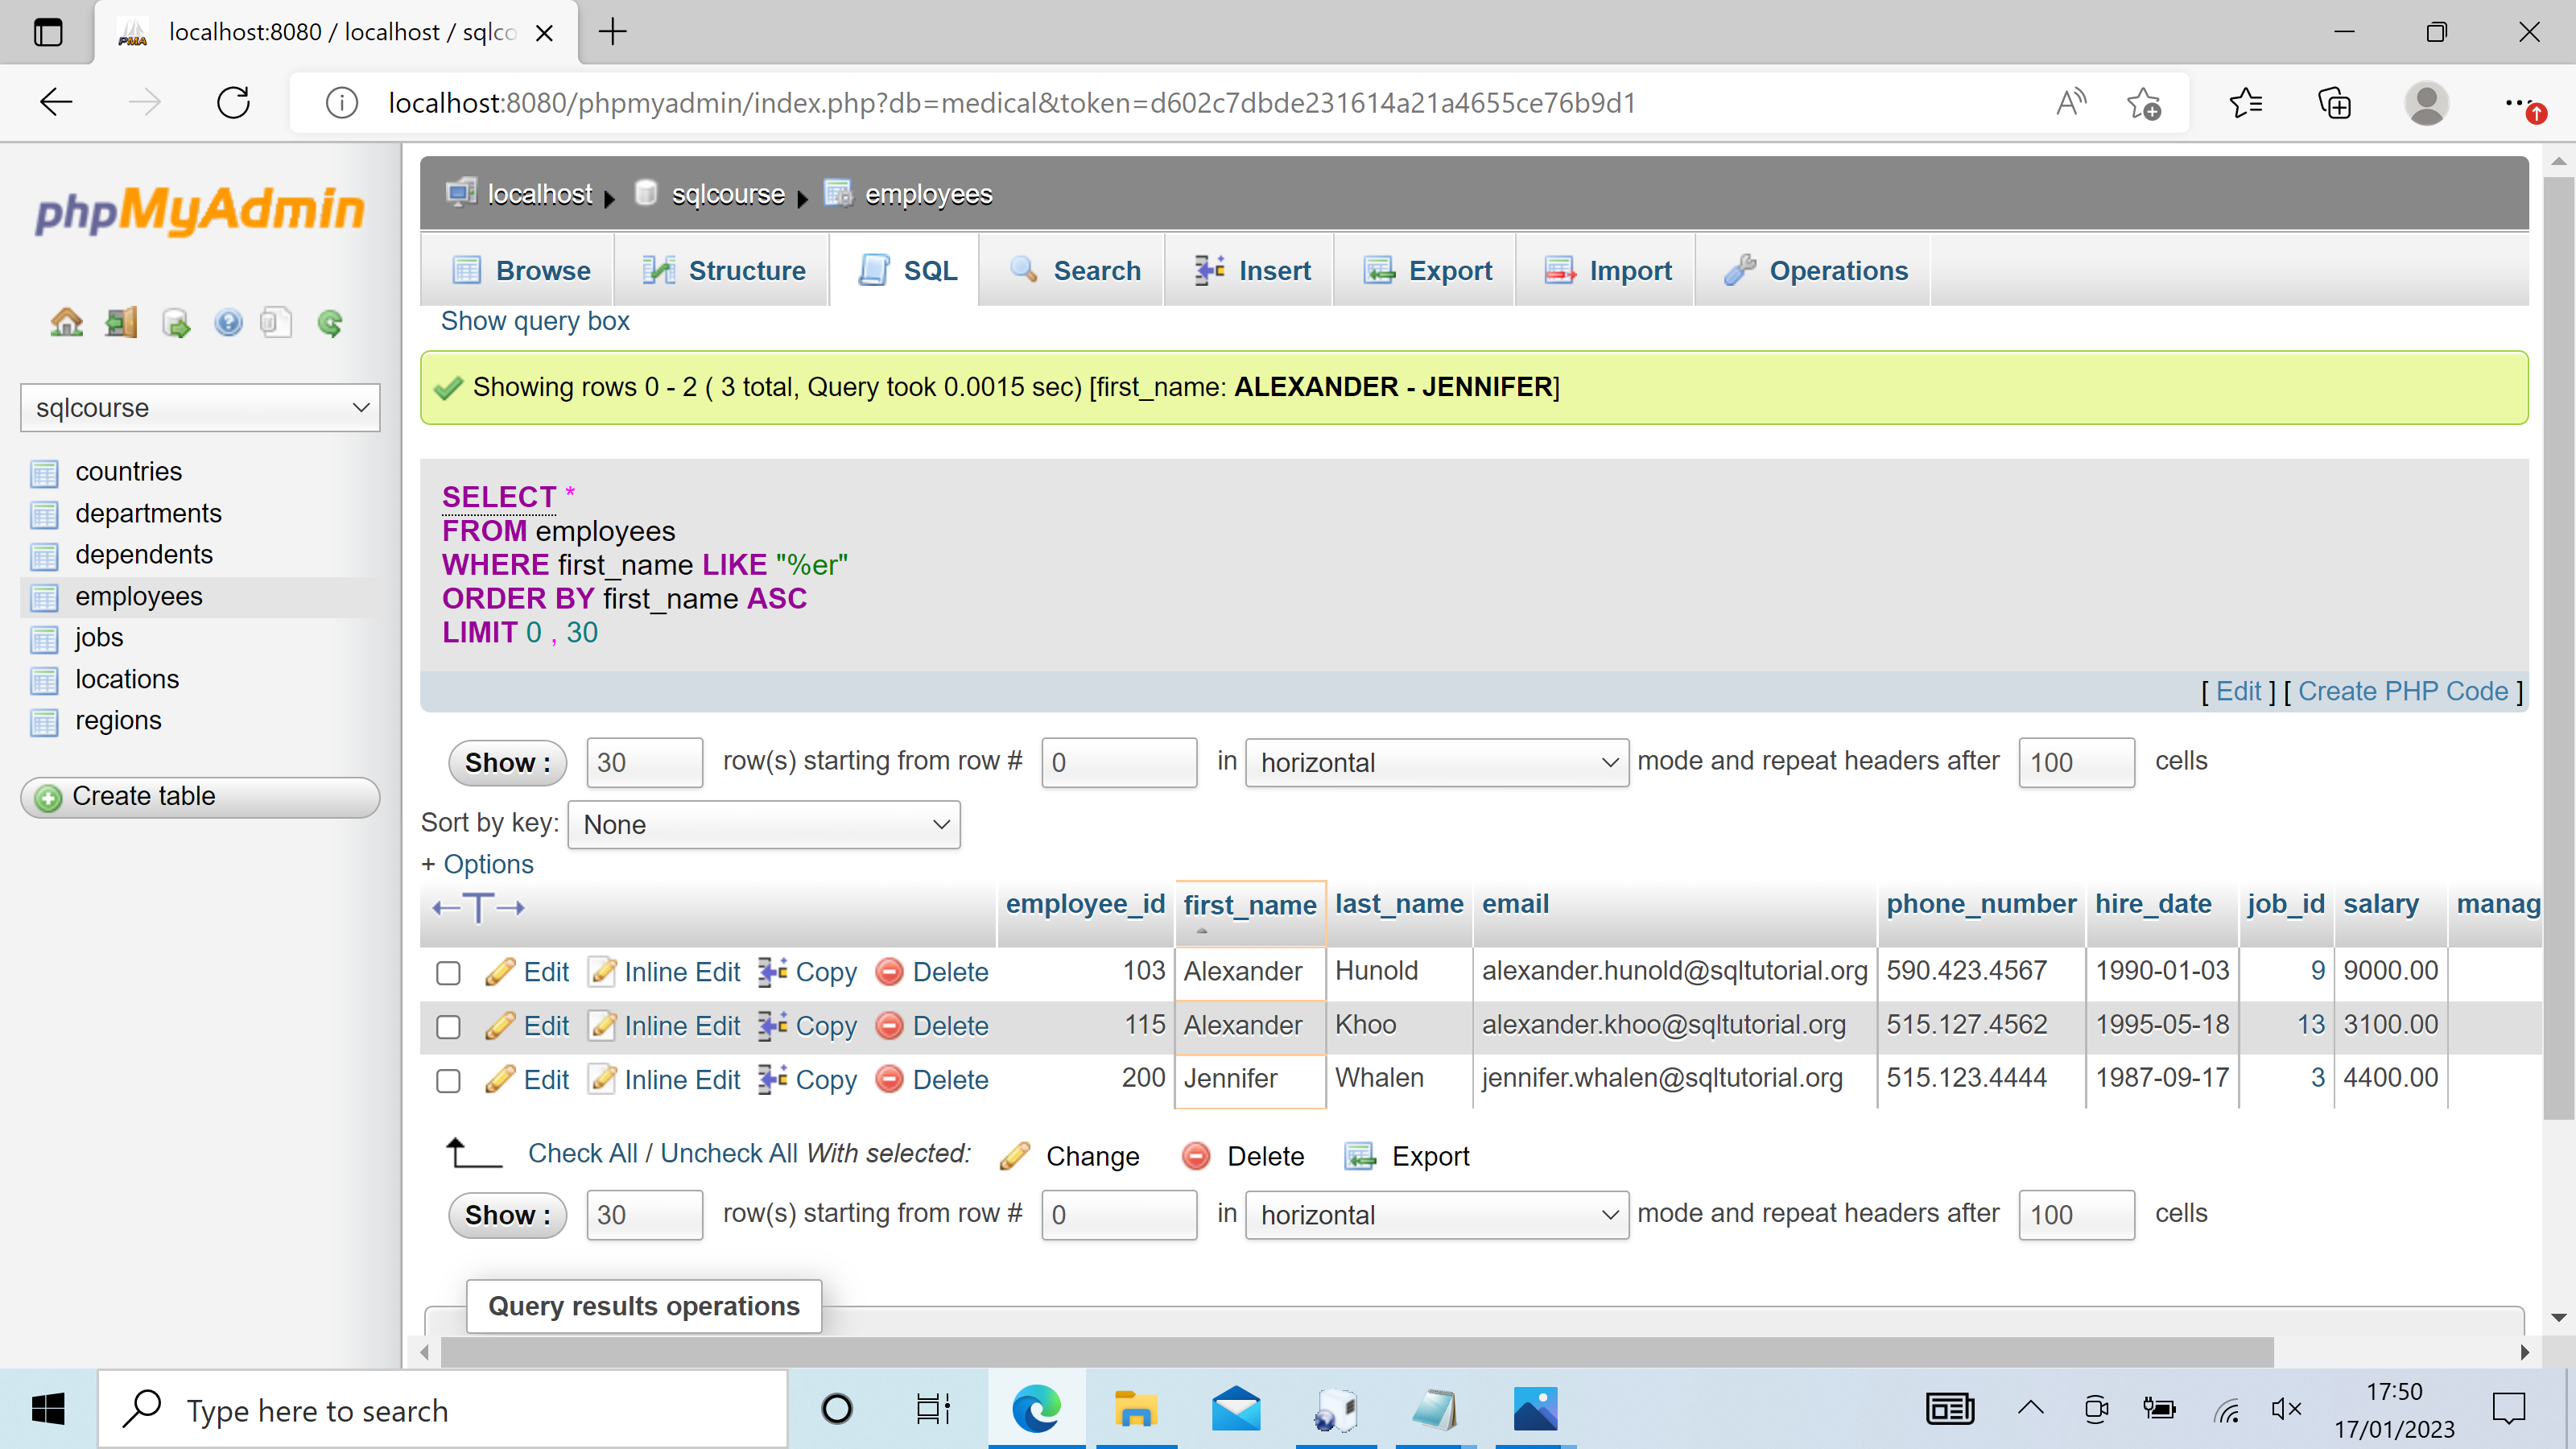 localhost:8080 / localhost / sqlco
localhost:8080/phpmyadmin/index.php?db=medical&token=d602c7dbde231614a21a4655ce76b9d1
phpMyAdmin
sqlcourse
countries
departments
dependents
employees
jobs
locations
regions
Create table
localhost sqlcourse employees
Browse Structure SQL Search Insert Export Import Operations
Show query box
Showing rows 0 - 2 ( 3 total, Query took 0.0015 sec) [first_name: ALEXANDER - JENNIFER]
SELECT *
FROM employees
WHERE first_name LIKE "%er"
ORDER BY first_name ASC
LIMIT 0 , 30
[ Edit ] [ Create PHP Code ]
Show : 30 row(s) starting from row # 0 in horizontal mode and repeat headers after 100 cells
Sort by key: None
+ Options
employee_id first_name last_name email phone_number hire_date job_id salary manag
Edit Inline Edit Copy Delete 103 Alexander Hunold alexander.hunold@sqltutorial.org 590.423.4567 1990-01-03 9 9000.00
Edit Inline Edit Copy Delete 115 Alexander Khoo alexander.khoo@sqltutorial.org 515.127.4562 1995-05-18 13 3100.00
Edit Inline Edit Copy Delete 200 Jennifer Whalen jennifer.whalen@sqltutorial.org 515.123.4444 1987-09-17 3 4400.00
Check All / Uncheck All With selected: Change Delete Export
Show : 30 row(s) starting from row # 0 in horizontal mode and repeat headers after 100 cells
Query results operations
Type here to search
17:50
17/01/2023